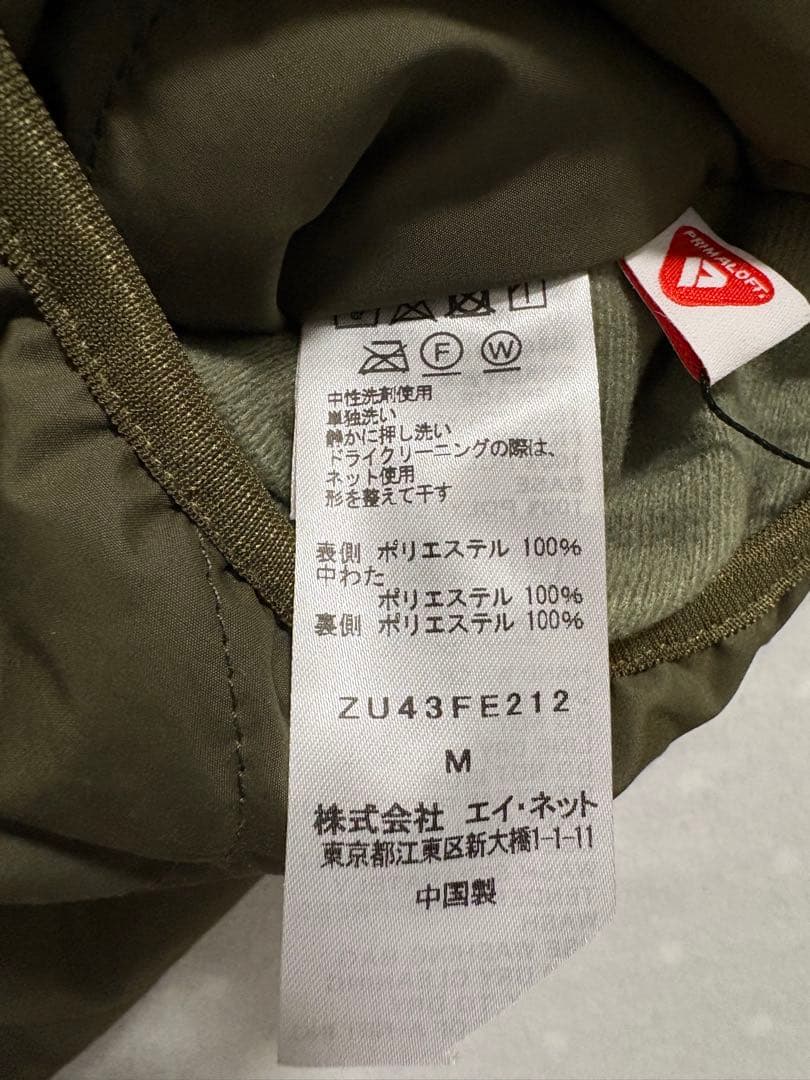 PRIMALOFT
F W
中性洗剤使用
単独洗い
静かに押し洗い
ドライクリーニングの際は、
ネット使用
形を整えて干す
表側 ポリエステル 100%
中わた
ポリエステル 100%
裏側 ポリエステル 100%
ZU43FE212
M
株式会社 エイ・ネット
東京都江東区新大橋1-1-11
中国製